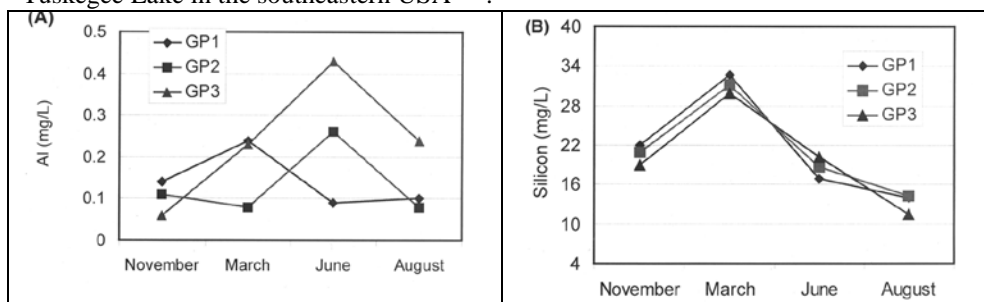 Tuskegee Lake in the southeastern USA
(A)
0.5
0.4
0.3
0.2
0.1
0
Al (mg/L)
GP1
GP2
GP3
November March June August
(B)
40
34
28
22
16
10
4
Silicon (mg/L)
GP1
GP2
GP3
November March June August